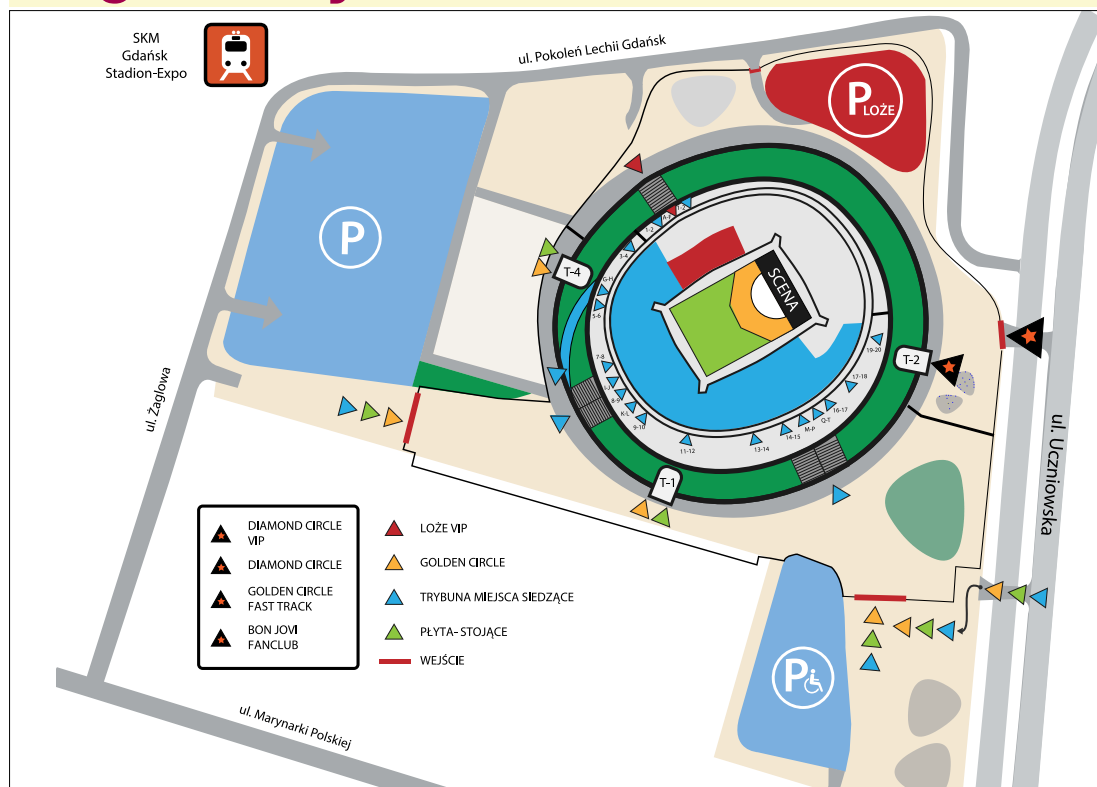 SKM
Gdańsk
Stadion-Expo
ul. Pokoleń Lechii Gdańsk
P LOŻE
P
T-4
SCENA
1-2
3-4
G-H
5-6
7-8
I-J
8-9
K-L
9-10
11-12
13-14
14-15
M-P
Q-T
16-17
17-18
19-20
T-2
T-1
ul. Żaglowa
ul. Uczniowska
ul. Marynarki Polskiej
P
DIAMOND CIRCLE
VIP
DIAMOND CIRCLE
GOLDEN CIRCLE
FAST TRACK
BON JOVI
FANCLUB
LOŻE VIP
GOLDEN CIRCLE
TRYBUNA MIEJSCA SIEDZĄCE
PŁYTA- STOJĄCE
WEJŚCIE